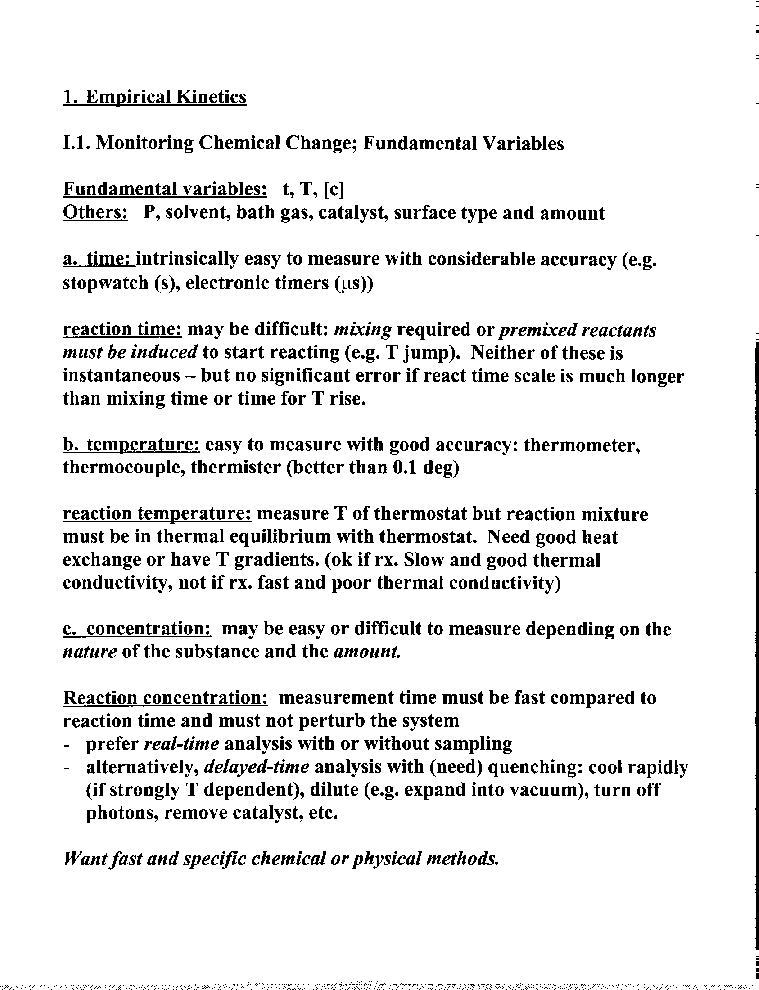 1. Empirical Kinetics
I.1. Monitoring Chemical Change; Fundamental Variables
Fundamental variables: t, T, [c]
Others: P, solvent, bath gas, catalyst, surface type and amount
a. time: intrinsically easy to measure with considerable accuracy (e.g.
stopwatch (s), electronic timers (μs))
reaction time: may be difficult: mixing required or premixed reactants
must be induced to start reacting (e.g. T jump). Neither of these is
instantaneous – but no significant error if react time scale is much longer
than mixing time or time for T rise.
b. temperature: easy to measure with good accuracy: thermometer,
thermocouple, thermister (better than 0.1 deg)
reaction temperature: measure T of thermostat but reaction mixture
must be in thermal equilibrium with thermostat. Need good heat
exchange or have T gradients. (ok if rx. Slow and good thermal
conductivity, not if rx. fast and poor thermal conductivity)
c. concentration: may be easy or difficult to measure depending on the
nature of the substance and the amount.
Reaction concentration: measurement time must be fast compared to
reaction time and must not perturb the system
- prefer real-time analysis with or without sampling
- alternatively, delayed-time analysis with (need) quenching: cool rapidly
(if strongly T dependent), dilute (e.g. expand into vacuum), turn off
photons, remove catalyst, etc.
Want fast and specific chemical or physical methods.